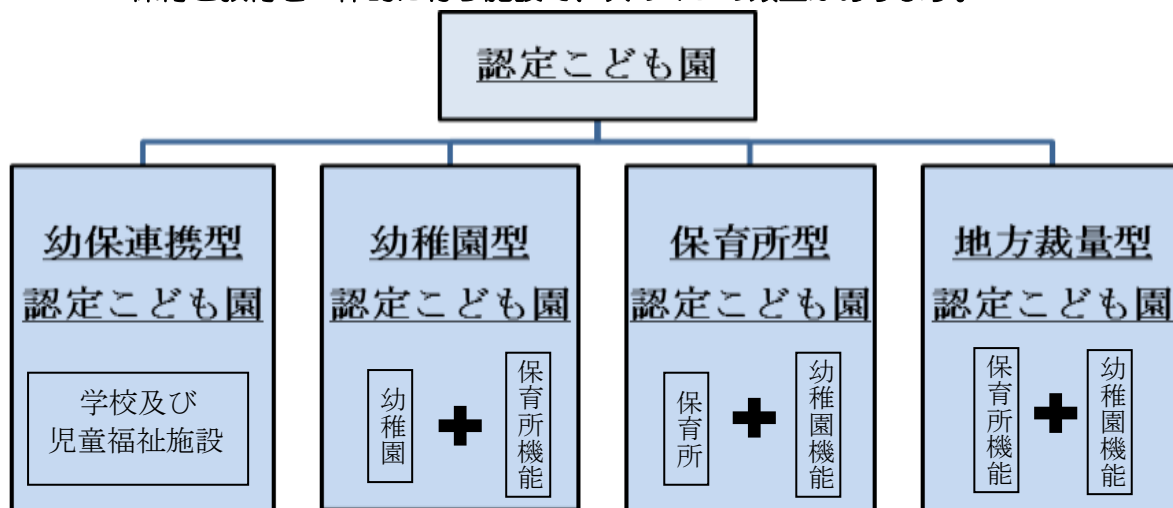 認定こども園
幼保連携型
認定こども園
学校及び
児童福祉施設
幼稚園型
認定こども園
幼稚園
保育所機能
保育所型
認定こども園
保育所
幼稚園機能
地方裁量型
認定こども園
保育所機能
幼稚園機能